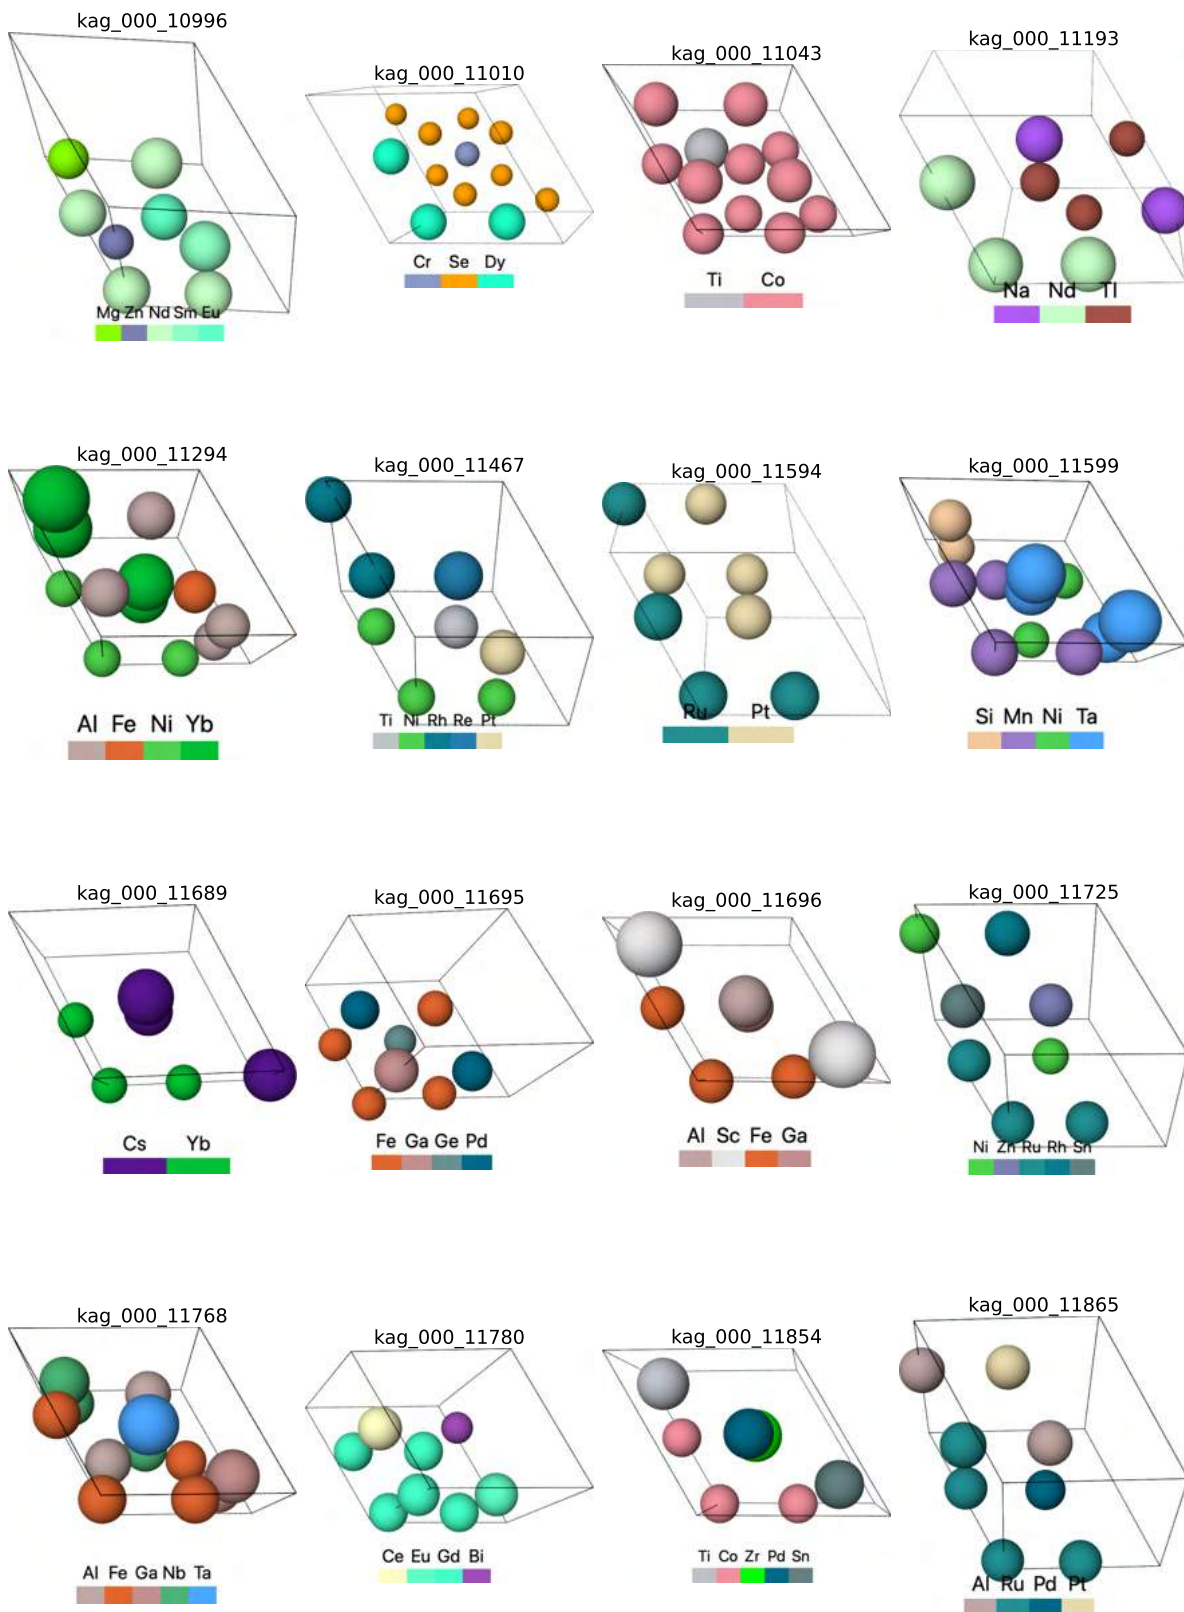 kag_000_10996
kag_000_11010
kag_000_11043
kag_000_11193
Mg Zn Nd Sm Eu
Cr Se Dy
Ti Co
Na Nd Tl
kag_000_11294
kag_000_11467
kag_000_11594
kag_000_11599
Al Fe Ni Yb
Ti Ni Rh Re Pt
Ru Pt
Si Mn Ni Ta
kag_000_11689
kag_000_11695
kag_000_11696
kag_000_11725
Cs Yb
Fe Ga Ge Pd
Al Sc Fe Ga
Ni Zn Ru Rh Sn
kag_000_11768
kag_000_11780
kag_000_11854
kag_000_11865
Al Fe Ga Nb Ta
Ce Eu Gd Bi
Ti Co Zr Pd Sn
Al Ru Pd Pt